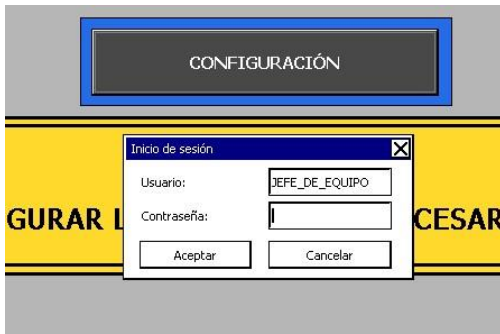 CONFIGURACIÓN
Inicio de sesión
Usuario: JEFE_DE_EQUIPO
Contraseña:
GURAR L CESAR
Aceptar Cancelar